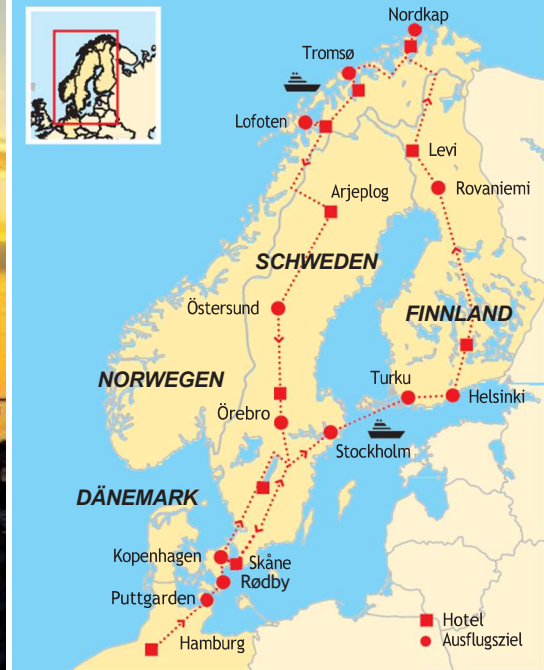 Nordkap
Tromsø
Lofoten
Levi
Arjeplog
Rovaniemi
SCHWEDEN
Östersund
FINNLAND
NORWEGEN
Turku
Helsinki
Örebro
Stockholm
DÄNEMARK
Kopenhagen
Skåne
Rødby
Puttgarden
Hamburg
Hotel
Ausflugsziel